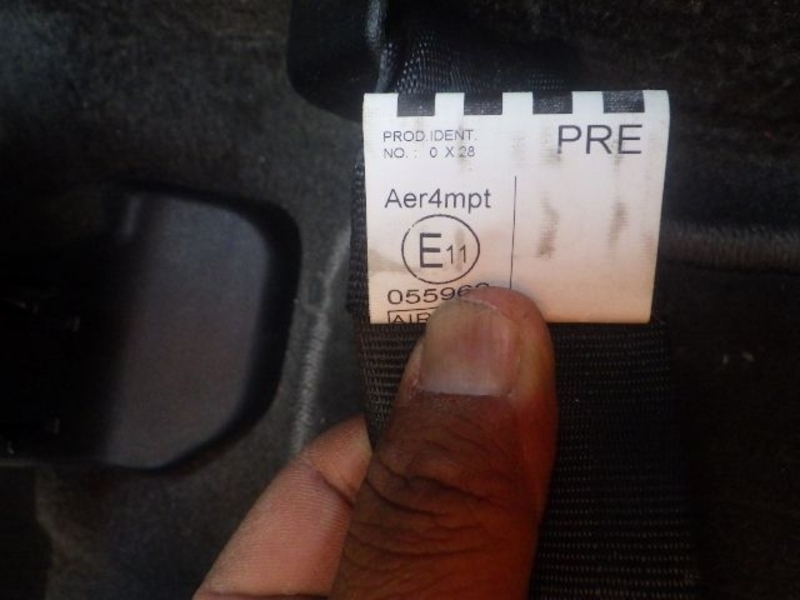 PROD.IDENT.
NO. : 0 X 28
PRE
Aer4mpt
E11